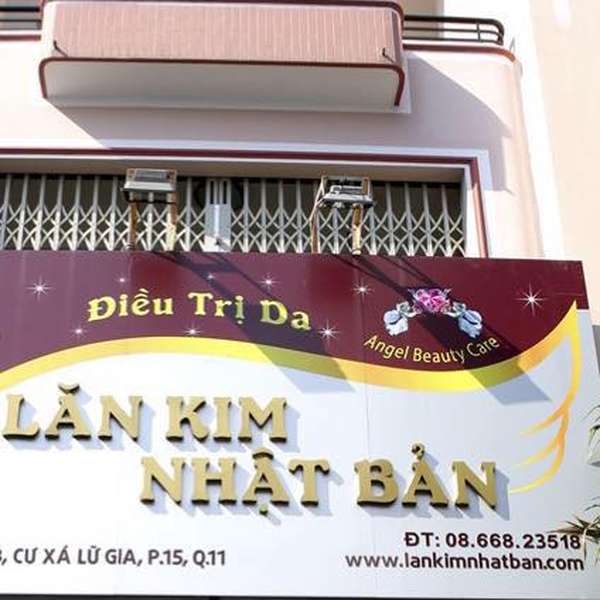 Điều Trị Da
Angel Beauty Care
LĂN KIM
NHẬT BẢN
ĐT: 08.668.23518
, CƯ XÁ LỮ GIA, P.15, Q.11
www.lankimnhatban.com